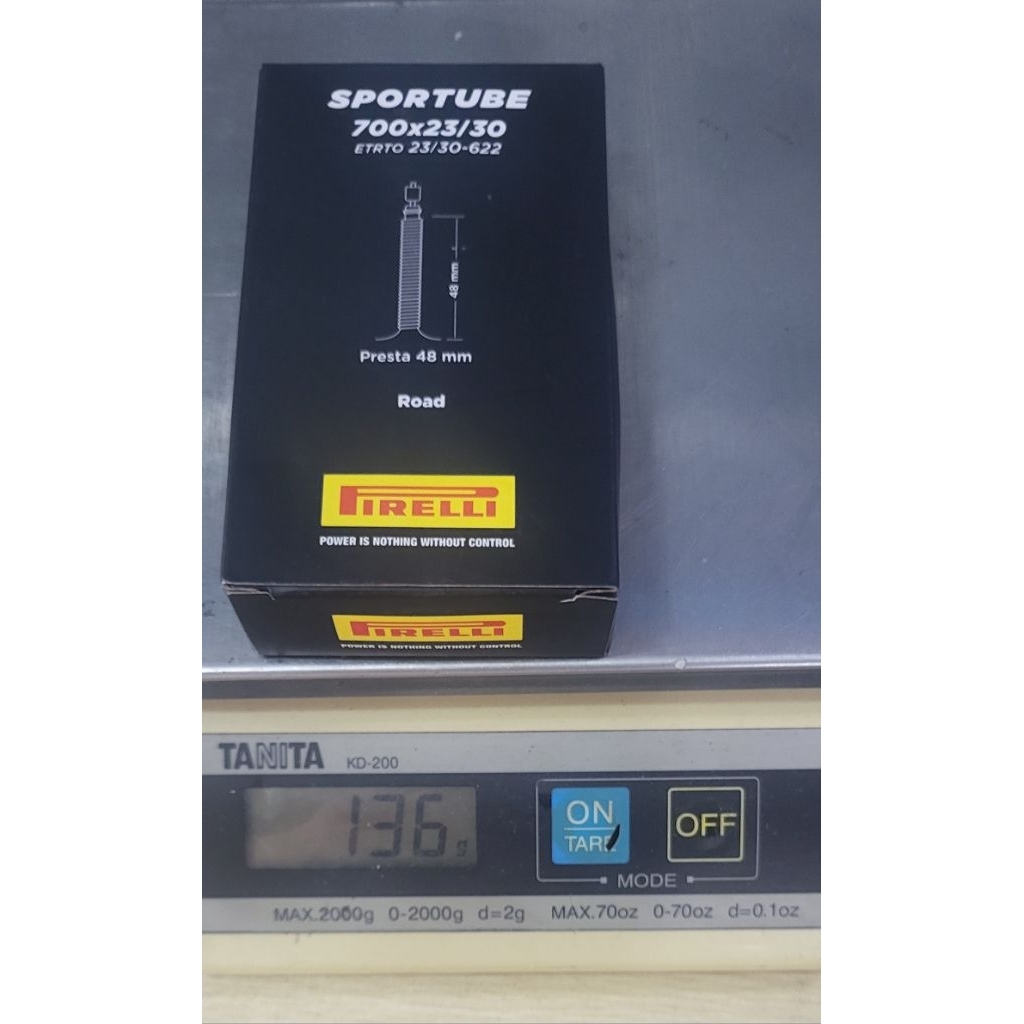 SPORTUBE
700x23/30
ETRTO 23/30-622
48 mm
Presta 48 mm
Road
PIRELLI
POWER IS NOTHING WITHOUT CONTROL
PIRELLI
POWER IS NOTHING WITHOUT CONTROL
TANITA KD-200
136g
ON
TARE
OFF
MODE
MAX.2000g 0-2000g d=2g MAX.70oz 0-70oz d=0.1oz